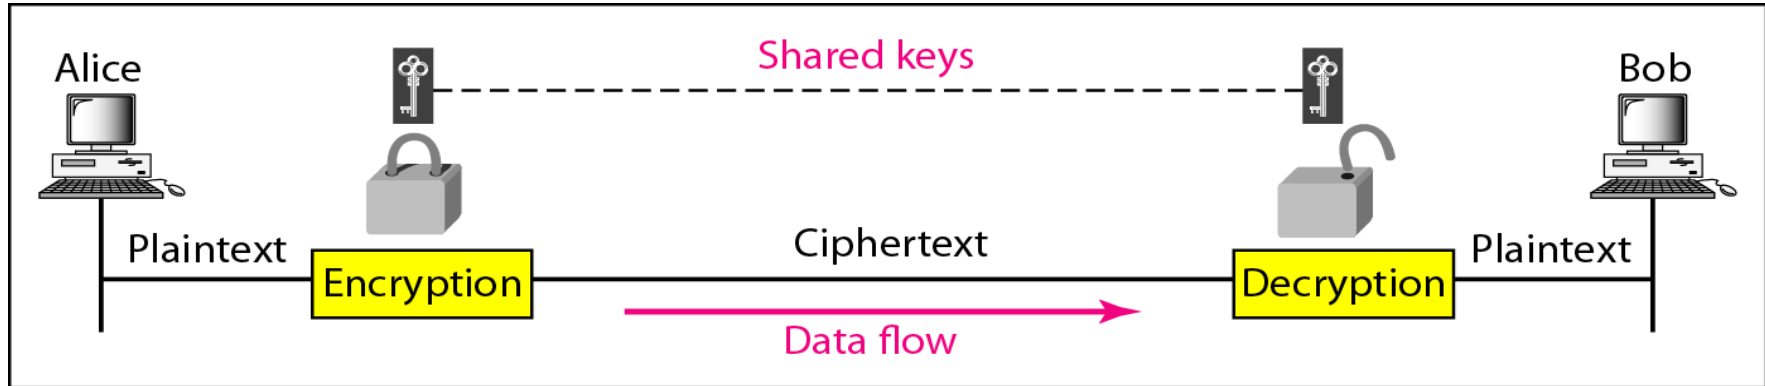 Shared keys
Alice
Bob
Plaintext
Ciphertext
Plaintext
Encryption
Decryption
Data flow